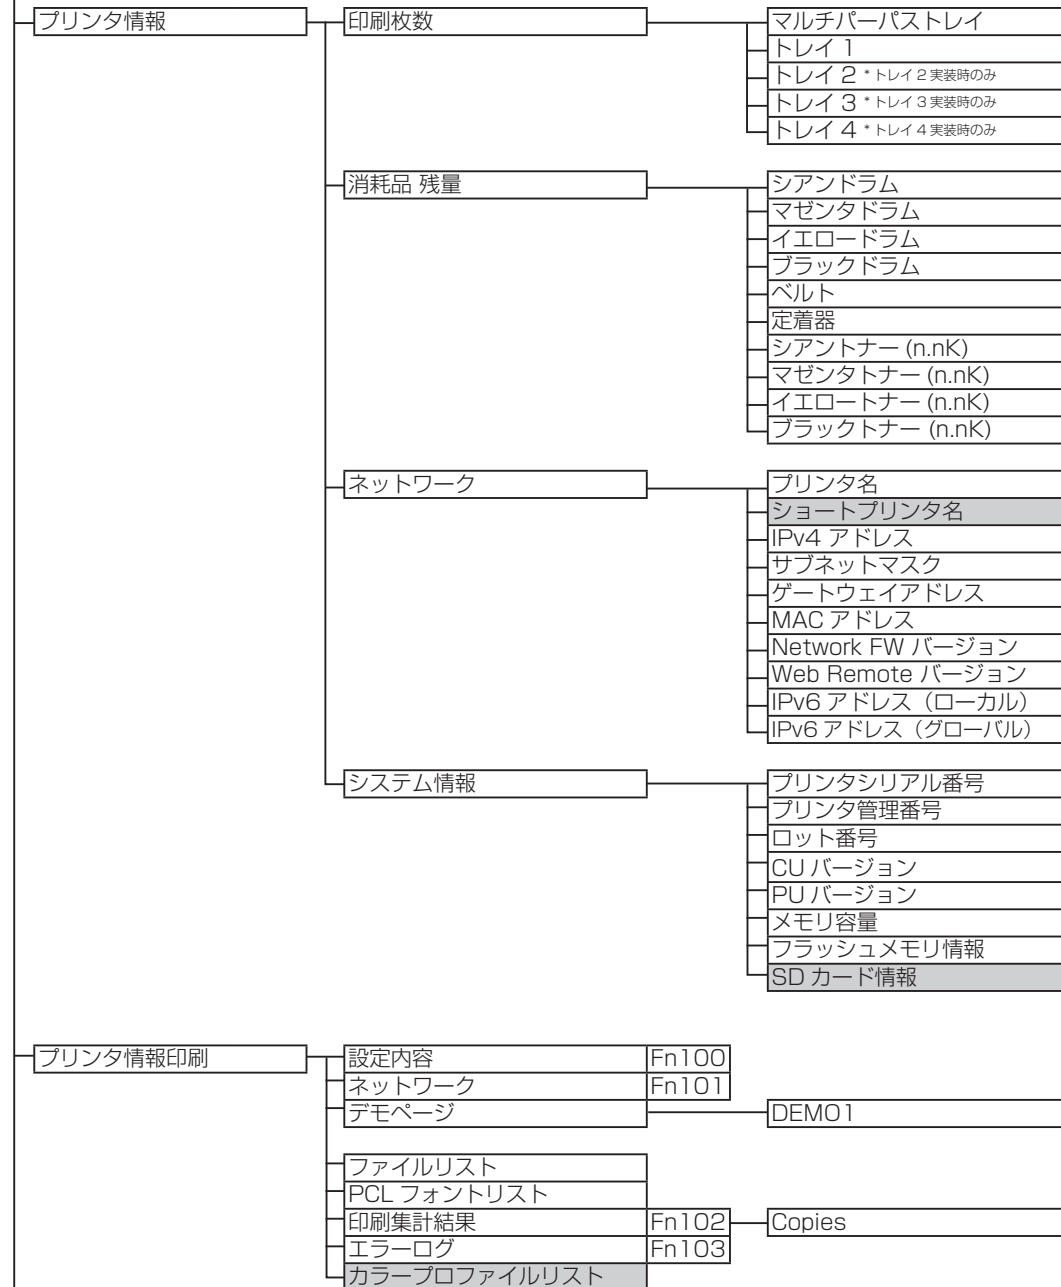 プリンタ情報
印刷枚数
マルチパーパストレイ
トレイ 1
トレイ 2 * トレイ 2 実装時のみ
トレイ 3 * トレイ 3 実装時のみ
トレイ 4 * トレイ 4 実装時のみ
消耗品 残量
シアンドラム
マゼンタドラム
イエロードラム
ブラックドラム
ベルト
定着器
シアントナー (n.nK)
マゼンタトナー (n.nK)
イエロートナー (n.nK)
ブラックトナー (n.nK)
ネットワーク
プリンタ名
ショートプリンタ名
IPv4 アドレス
サブネットマスク
ゲートウェイアドレス
MAC アドレス
Network FW バージョン
Web Remote バージョン
IPv6 アドレス（ローカル）
IPv6 アドレス（グローバル）
システム情報
プリンタシリアル番号
プリンタ管理番号
ロット番号
CU バージョン
PU バージョン
メモリ容量
フラッシュメモリ情報
SD カード情報
プリンタ情報印刷
設定内容 Fn100
ネットワーク Fn101
デモページ DEMO1
ファイルリスト
PCL フォントリスト
印刷集計結果 Fn102 Copies
エラーログ Fn103
カラープロファイルリスト